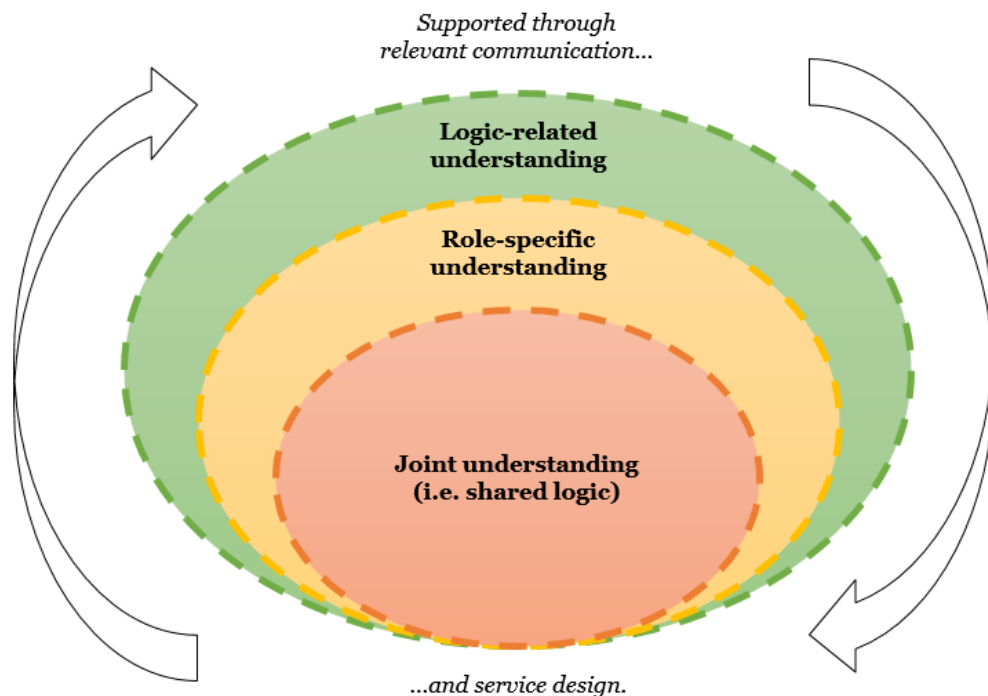 Supported through
relevant communication...
Logic-related
understanding
Role-specific
understanding
Joint understanding
(i.e. shared logic)
...and service design.